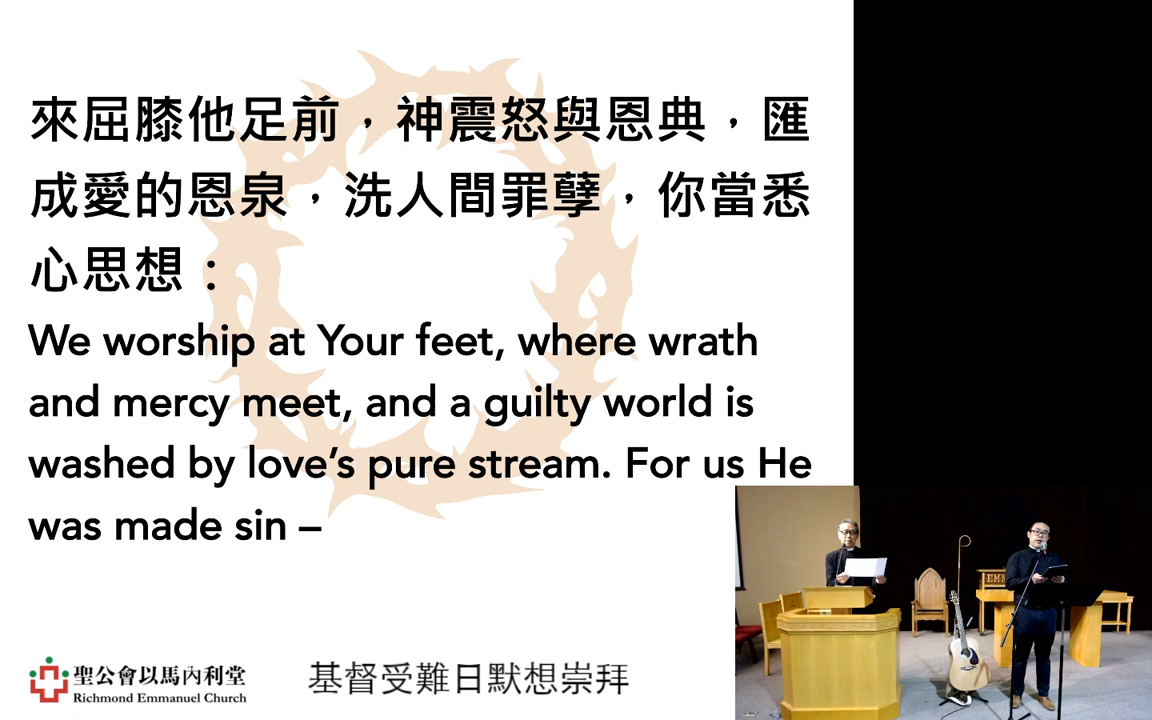 來屈膝他足前，神震怒與恩典，匯
成愛的恩泉，洗人間罪孽，你當悉
心思想：
We worship at Your feet, where wrath
and mercy meet, and a guilty world is
washed by love’s pure stream. For us He
was made sin –
聖公會以馬內利堂
Richmond Emmanuel Church
基督受難日默想崇拜